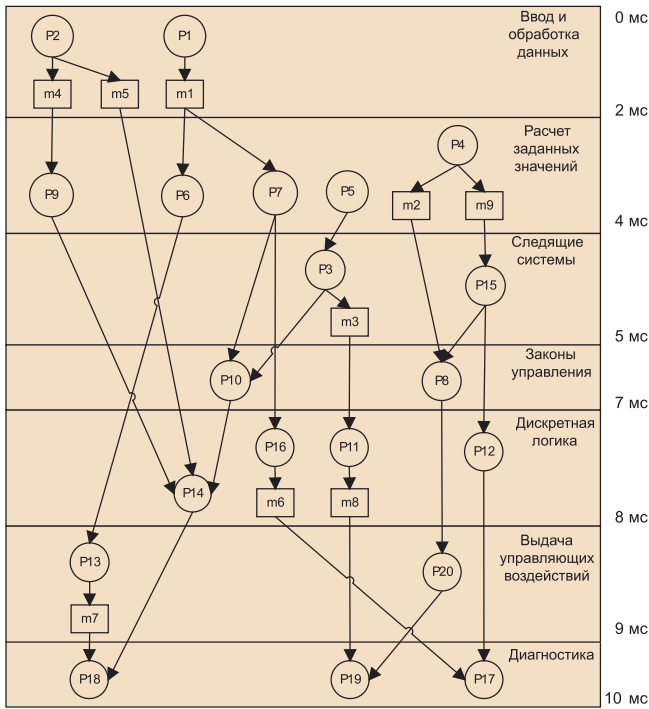 0 мс
Ввод и
обработка
данных
P2
P1
m4
m5
m1
2 мс
Расчет
заданных
значений
P4
P9
P6
P7
P5
m2
m9
4 мс
Следящие
системы
P3
P15
m3
5 мс
Законы
управления
P10
P8
7 мс
Дискретная
логика
P16
P11
P12
P14
m6
m8
8 мс
Выдача
управляющих
воздействий
P13
P20
m7
9 мс
Диагностика
P18
P19
P17
10 мс